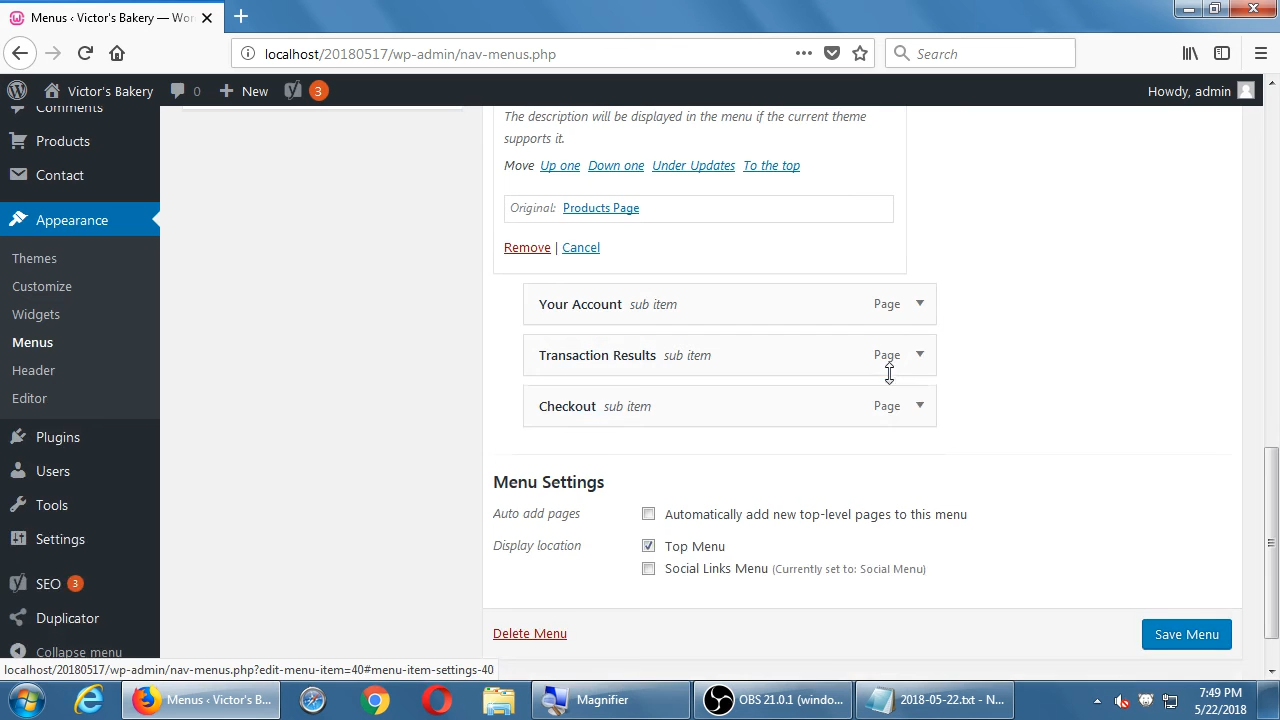 Menus ‹ Victor's Bakery — Wor
localhost/20180517/wp-admin/nav-menus.php
Search
Victor's Bakery
0
New
3
Howdy, admin
Comments
Products
Contact
Appearance
Themes
Customize
Widgets
Menus
Header
Editor
Plugins
Users
Tools
Settings
SEO 3
Duplicator
Collapse menu
The description will be displayed in the menu if the current theme
supports it.
Move Up one Down one Under Updates To the top
Original: Products Page
Remove | Cancel
Your Account sub item Page
Transaction Results sub item Page
Checkout sub item Page
Menu Settings
Auto add pages
Automatically add new top-level pages to this menu
Display location
Top Menu
Social Links Menu (Currently set to: Social Menu)
Delete Menu
Save Menu
localhost/20180517/wp-admin/nav-menus.php?edit-menu-item=40#menu-item-settings-40
Menus ‹ Victor's B...
Magnifier
OBS 21.0.1 (windo...
2018-05-22.txt - N...
7:49 PM
5/22/2018